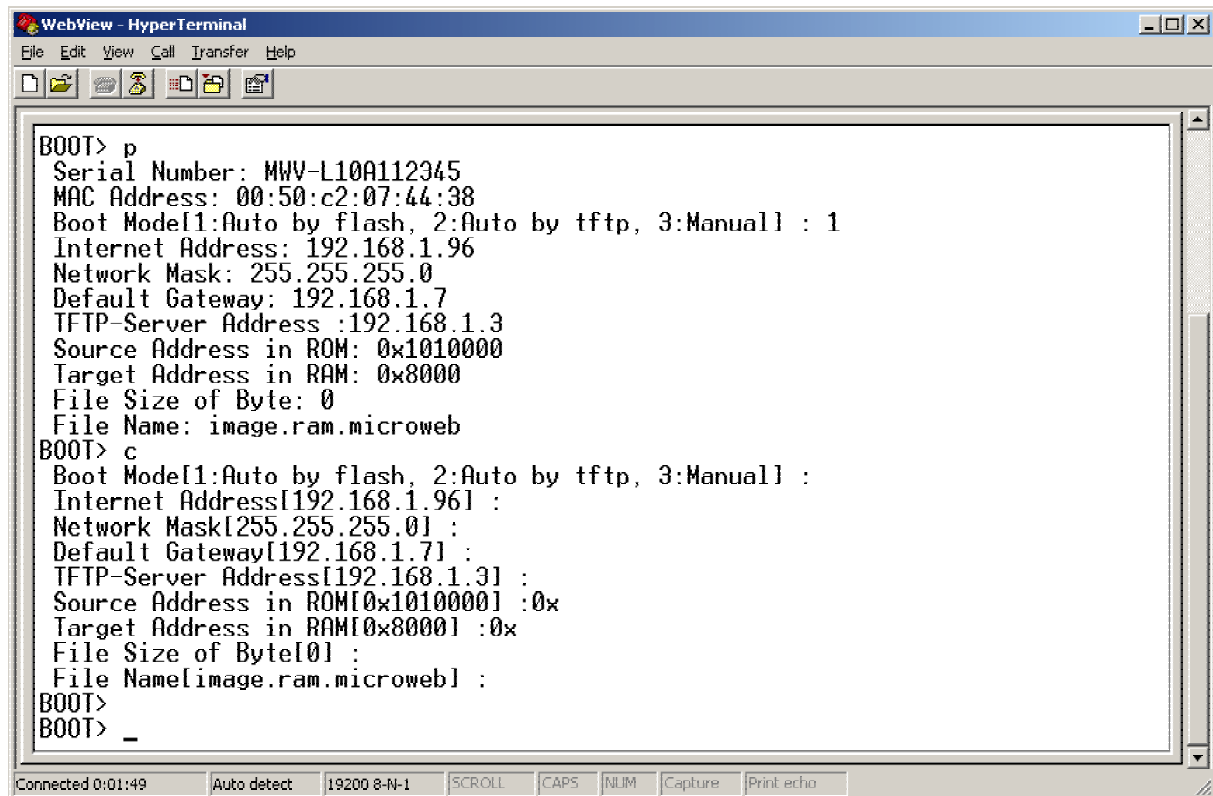 WebView - HyperTerminal
File Edit View Call Transfer Help
BOOT> p
Serial Number: MWV-L10A112345
MAC Address: 00:50:c2:07:44:38
Boot Mode[1:Auto by flash, 2:Auto by tftp, 3:Manual] : 1
Internet Address: 192.168.1.96
Network Mask: 255.255.255.0
Default Gateway: 192.168.1.7
TFTP-Server Address :192.168.1.3
Source Address in ROM: 0x1010000
Target Address in RAM: 0x8000
File Size of Byte: 0
File Name: image.ram.microweb
BOOT> c
Boot Mode[1:Auto by flash, 2:Auto by tftp, 3:Manual] :
Internet Address[192.168.1.96] :
Network Mask[255.255.255.0] :
Default Gateway[192.168.1.7] :
TFTP-Server Address[192.168.1.3] :
Source Address in ROM[0x1010000] :0x
Target Address in RAM[0x8000] :0x
File Size of Byte[0] :
File Name[image.ram.microweb] :
BOOT>
BOOT> _
Connected 0:01:49 Auto detect 19200 8-N-1 SCROLL CAPS NUM Capture Print echo